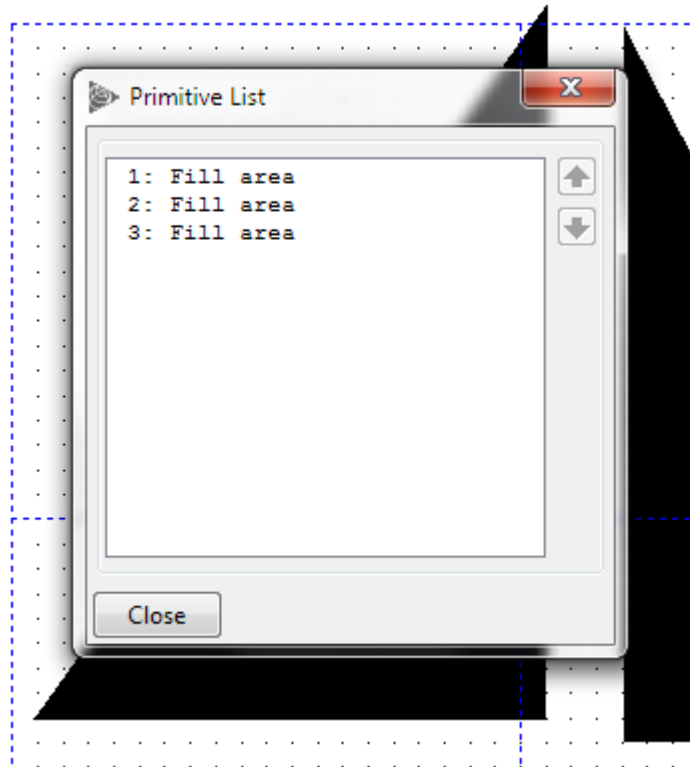 Primitive List
1: Fill area
2: Fill area
3: Fill area
Close